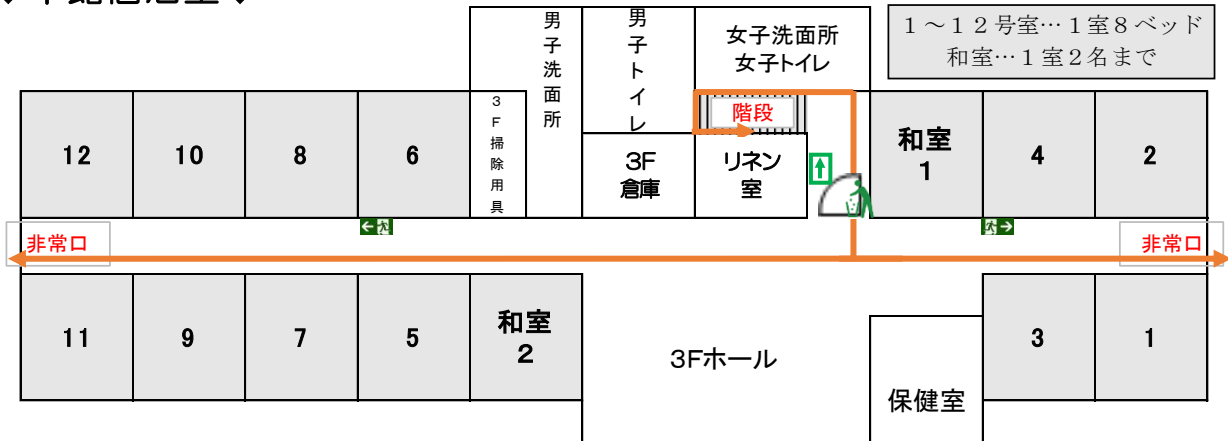 男子洗面所
男子トイレ
女子洗面所
女子トイレ
1～12号室…1室8ベッド
和室…1室2名まで
階段
12
10
8
6
3F掃除用具
3F
倉庫
リネン
室
和室
1
4
2
非常口
非常口
11
9
7
5
和室
2
3Fホール
保健室
3
1